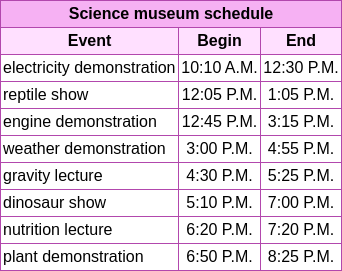 Science museum schedule
Event Begin End
electricity demonstration 10:10 A.M. 12:30 P.M.
reptile show 12:05 P.M. 1:05 P.M.
engine demonstration 12:45 P.M. 3:15 P.M.
weather demonstration 3:00 P.M. 4:55 P.M.
gravity lecture 4:30 P.M. 5:25 P.M.
dinosaur show 5:10 P.M. 7:00 P.M.
nutrition lecture 6:20 P.M. 7:20 P.M.
plant demonstration 6:50 P.M. 8:25 P.M.